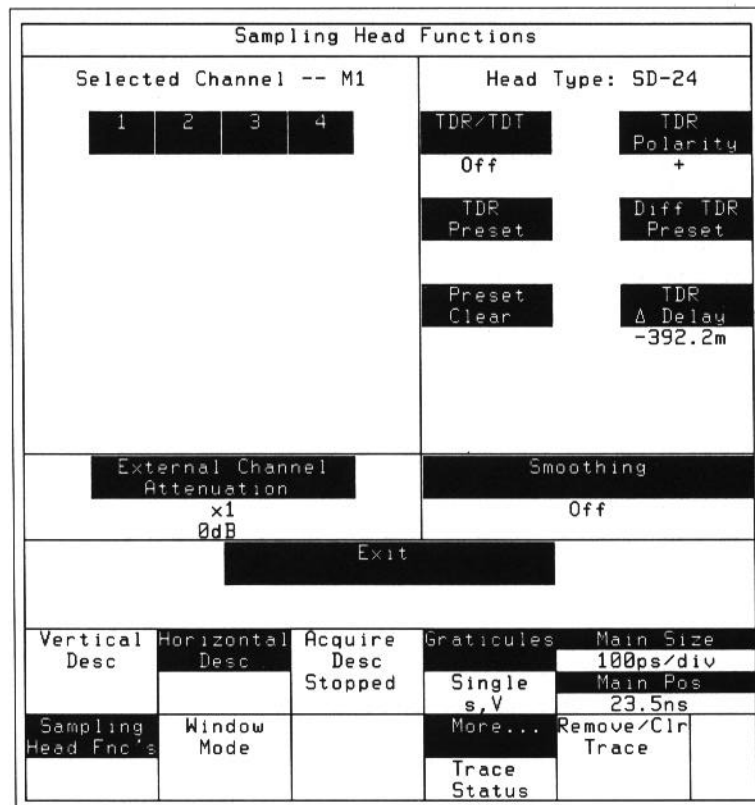 Sampling Head Functions
Selected Channel -- M1
Head Type: SD-24
1 2 3 4
TDR/TDT
Off
TDR
Polarity
+
TDR
Preset
Diff TDR
Preset
Preset
Clear
TDR
Δ Delay
-392.2m
External Channel
Attenuation
x1
0dB
Smoothing
Off
Exit
Vertical
Desc
Horizontal
Desc
Acquire
Desc
Stopped
Graticules
Single
s,V
Main Size
100ps/div
Main Pos
23.5ns
Sampling
Head Fnc's
Window
Mode
More...
Trace
Status
Remove/Clr
Trace